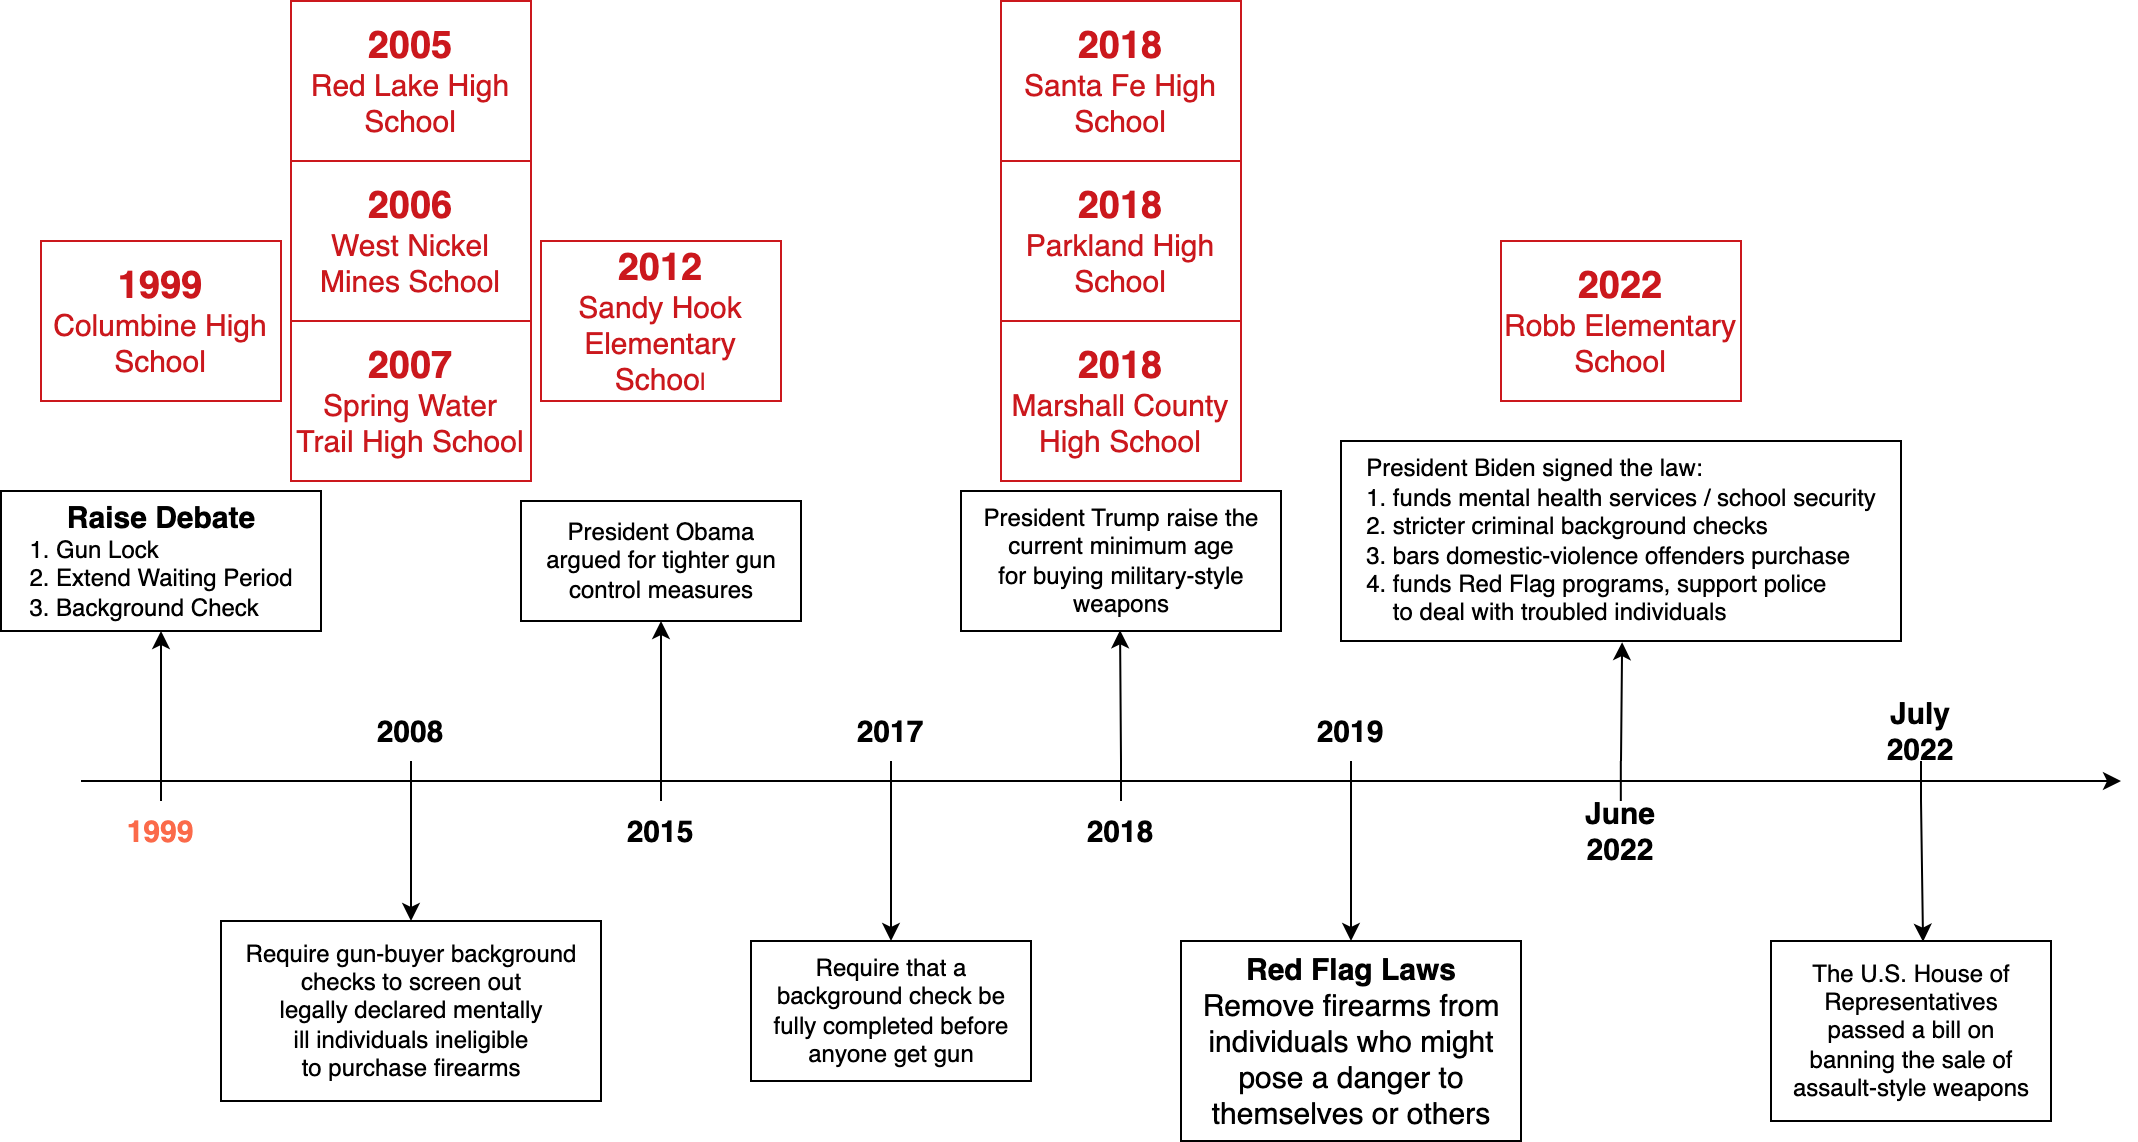 2005
Red Lake High
School
2006
West Nickel
Mines School
2007
Spring Water
Trail High School
1999
Columbine High
School
2012
Sandy Hook
Elementary
School
2018
Santa Fe High
School
2018
Parkland High
School
2018
Marshall County
High School
2022
Robb Elementary
School
Raise Debate
1. Gun Lock
2. Extend Waiting Period
3. Background Check
President Obama
argued for tighter gun
control measures
President Trump raise the
current minimum age
for buying military-style
weapons
President Biden signed the law:
1. funds mental health services / school security
2. stricter criminal background checks
3. bars domestic-violence offenders purchase
4. funds Red Flag programs, support police
to deal with troubled individuals
1999
2008
2015
2017
2018
2019
June
2022
July
2022
Require gun-buyer background
checks to screen out
legally declared mentally
ill individuals ineligible
to purchase firearms
Require that a
background check be
fully completed before
anyone get gun
Red Flag Laws
Remove firearms from
individuals who might
pose a danger to
themselves or others
The U.S. House of
Representatives
passed a bill on
banning the sale of
assault-style weapons